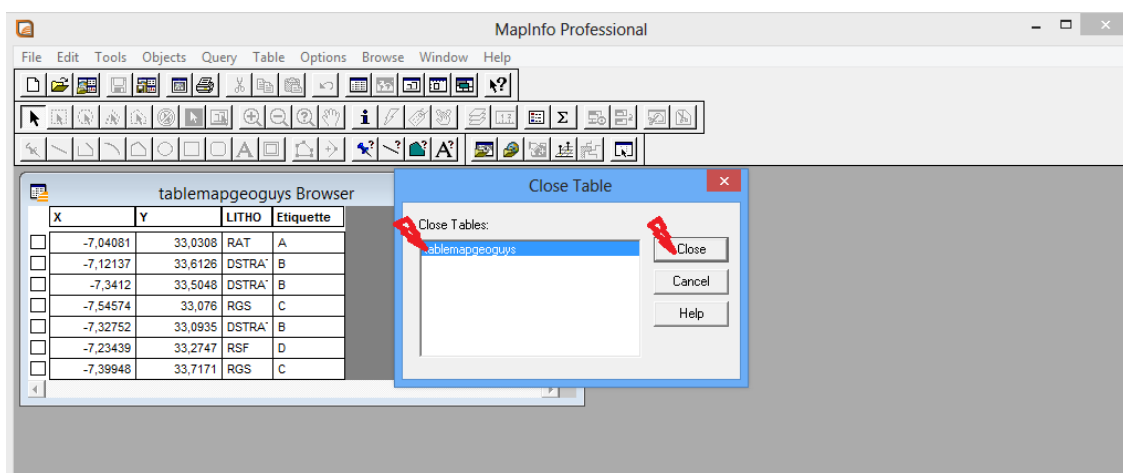 MapInfo Professional
File Edit Tools Objects Query Table Options Browse Window Help
tablemapgeoguys Browser
X Y LITHO Etiquette
-7,04081 33,0308 RAT A
-7,12137 33,6126 DSTRA B
-7,3412 33,5048 DSTRA B
-7,54574 33,076 RGS C
-7,32752 33,0935 DSTRA B
-7,23439 33,2747 RSF D
-7,39948 33,7171 RGS C
Close Table
Close Tables:
tablemapgeoguys
Close
Cancel
Help